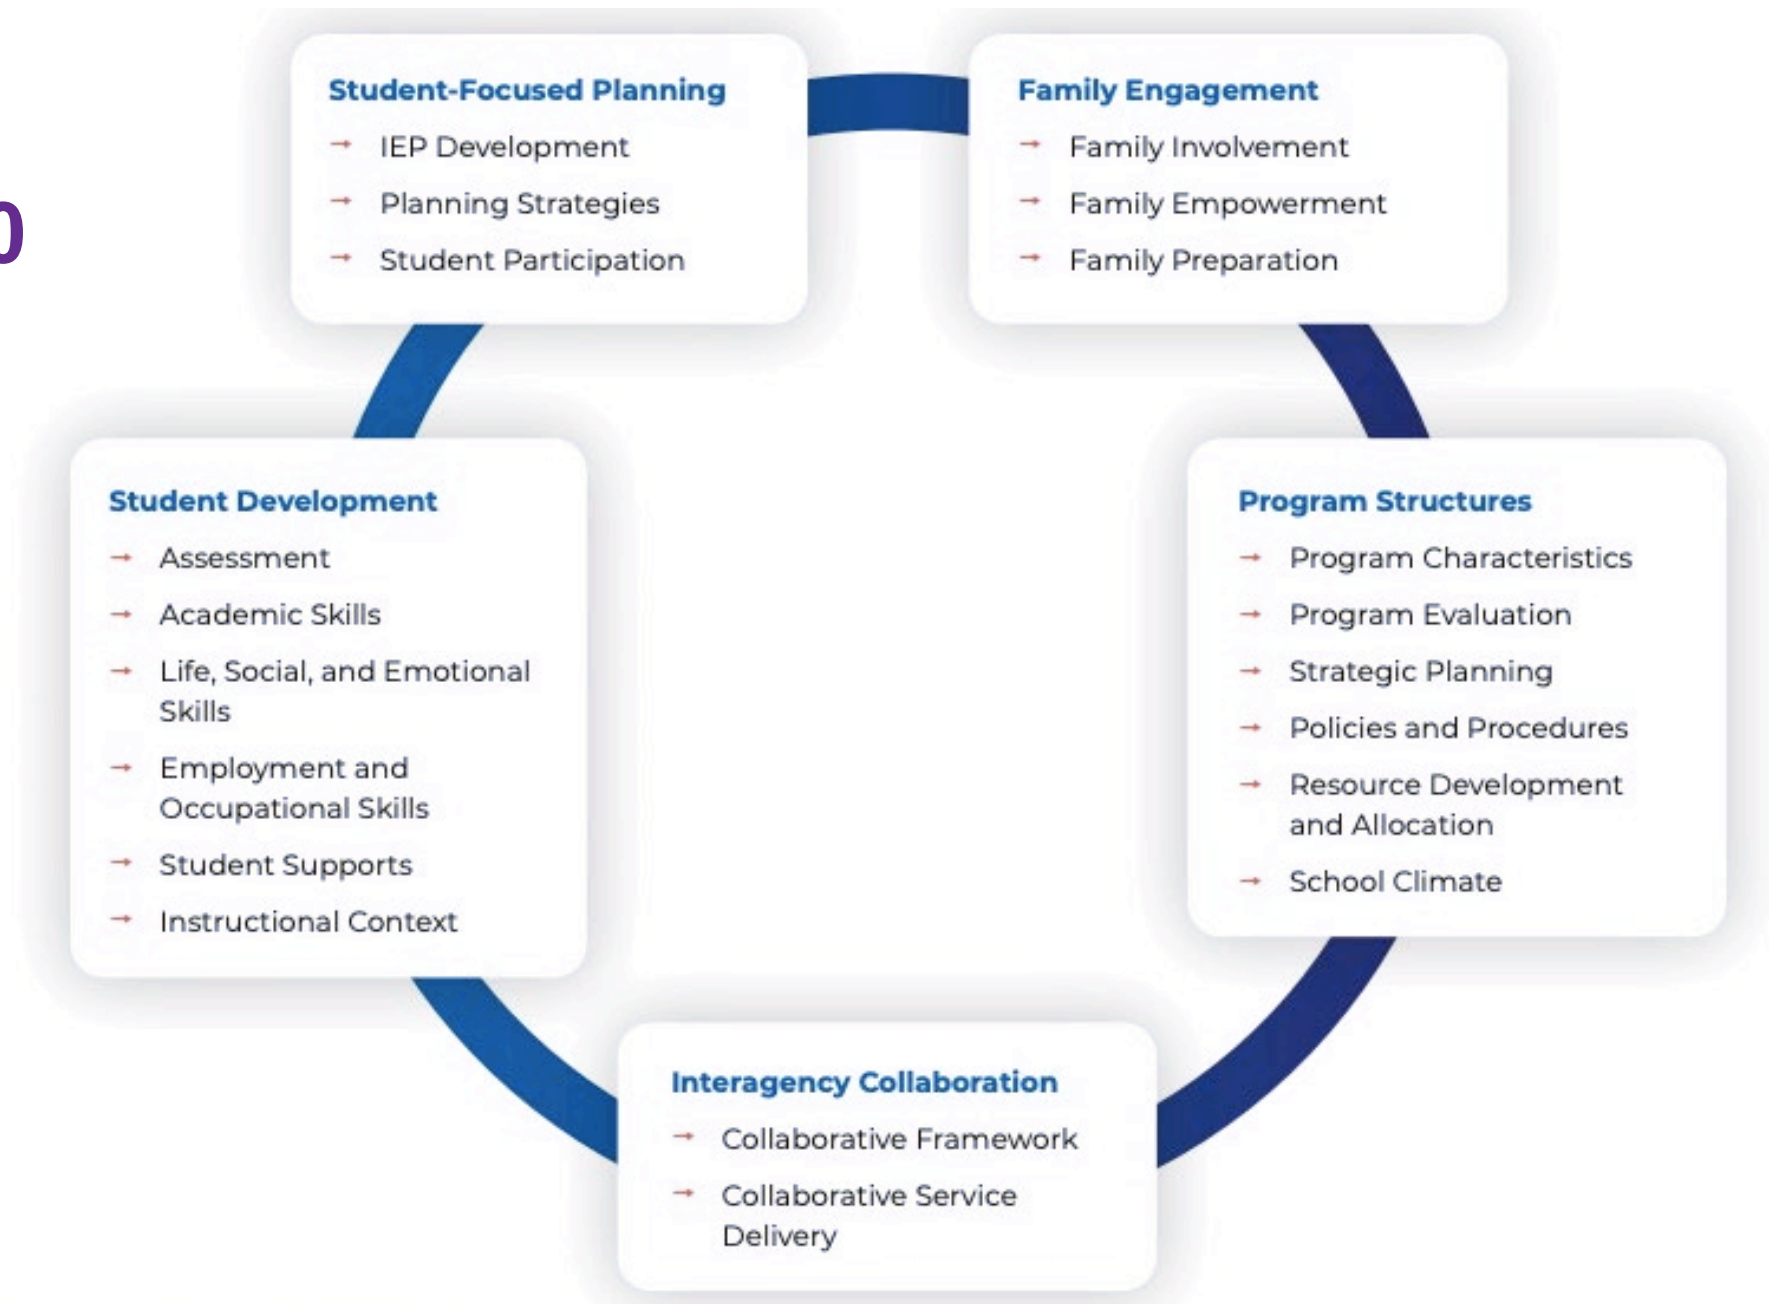 0
Student-Focused Planning
→ IEP Development
→ Planning Strategies
→ Student Participation
Family Engagement
→ Family Involvement
→ Family Empowerment
→ Family Preparation
Student Development
→ Assessment
→ Academic Skills
→ Life, Social, and Emotional
Skills
→ Employment and
Occupational Skills
→ Student Supports
→ Instructional Context
Program Structures
→ Program Characteristics
→ Program Evaluation
→ Strategic Planning
→ Policies and Procedures
→ Resource Development
and Allocation
→ School Climate
Interagency Collaboration
→ Collaborative Framework
→ Collaborative Service
Delivery